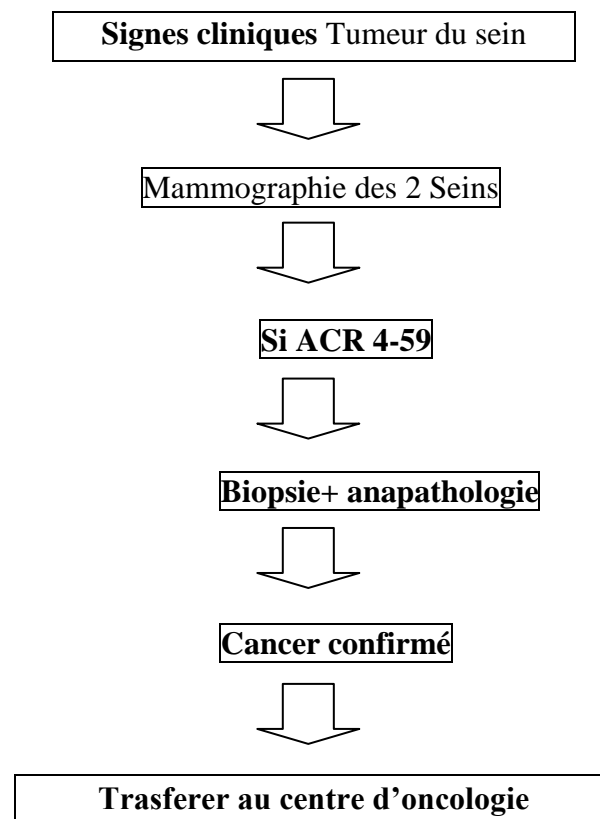 Signes cliniques Tumeur du sein
Mammographie des 2 Seins
Si ACR 4-59
Biopsie+ anapathologie
Cancer confirmé
Trasferer au centre d’oncologie